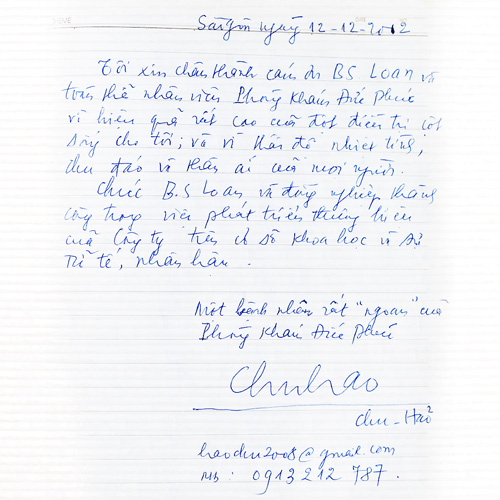 Saigon ngày 12-12-2012
Tôi xin chân thành cám ơn BS Loan và
toàn thể nhân viên Phòng Khám Đức Phúc
vì hiệu quả rất cao của đợt điều trị cột
sống cho tôi; và vì thái độ nhiệt tình,
chu đáo và thân ái của mọi người.
Chúc B.S Loan và đồng nghiệp thành
công trong việc phát triển thương hiệu
của Công ty trên cơ sở khoa học và sự
tử tế, nhân hậu.
Một bệnh nhân rất "ngoan" của
Phòng Khám Đức Phúc
Chuhao
Chu-Hảo
haochu2008@gmail.com
Mb: 0913 212 787.